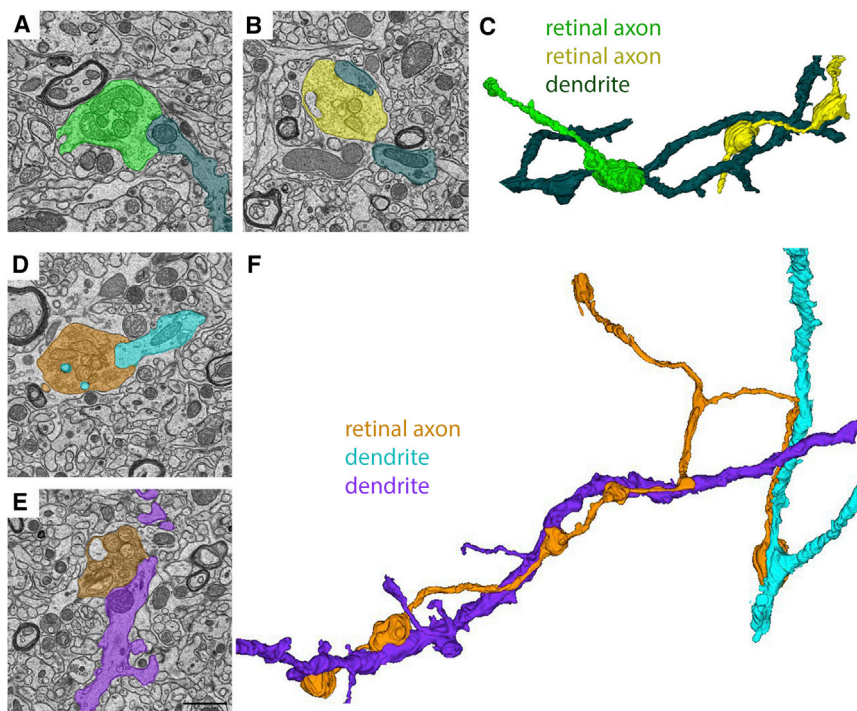 A
B
C
retinal axon
retinal axon
dendrite
D
F
retinal axon
dendrite
dendrite
E